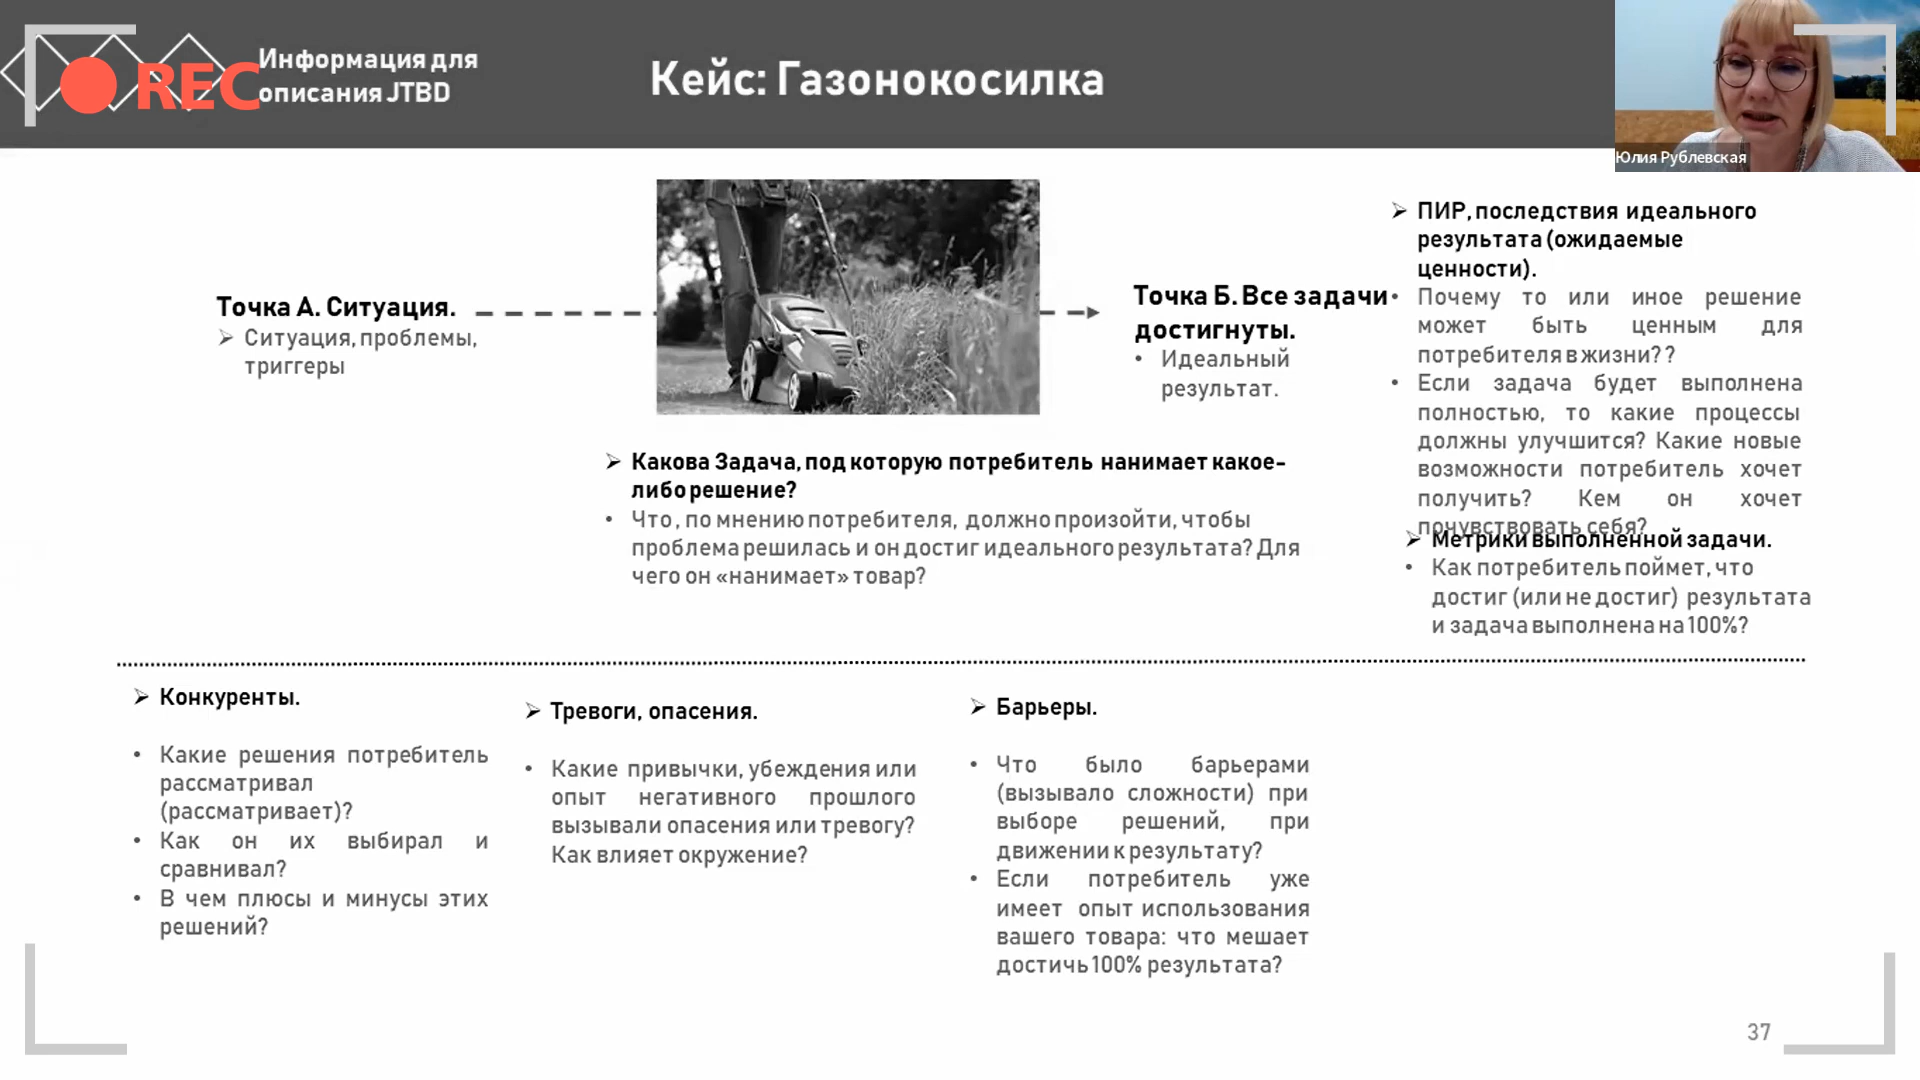 REC
Информация для
описания JTBD
Кейс: Газонокосилка
Юлия Рублевская
Точка А. Ситуация.
Ситуация, проблемы,
триггеры
Точка Б. Все задачи
достигнуты.
Идеальный
результат.
ПИР, последствия идеального
результата (ожидаемые
ценности).
Почему то или иное решение
может быть ценным для
потребителя в жизни? ?
Если задача будет выполнена
полностью, то какие процессы
должны улучшится? Какие новые
возможности потребитель хочет
получить? Кем он хочет
почувствовать себя?
Метрики выполненной задачи.
Как потребитель поймет, что
достиг (или не достиг) результата
и задача выполнена на 100%?
Какова Задача, под которую потребитель нанимает какое-
либо решение?
Что , по мнению потребителя, должно произойти, чтобы
проблема решилась и он достиг идеального результата? Для
чего он «нанимает» товар?
Конкуренты.
Какие решения потребитель
рассматривал
(рассматривает)?
Как он их выбирал и
сравнивал?
В чем плюсы и минусы этих
решений?
Тревоги, опасения.
Какие привычки, убеждения или
опыт негативного прошлого
вызывали опасения или тревогу?
Как влияет окружение?
Барьеры.
Что было барьерами
(вызывало сложности) при
выборе решений, при
движении к результату?
Если потребитель уже
имеет опыт использования
вашего товара: что мешает
достичь 100% результата?
37